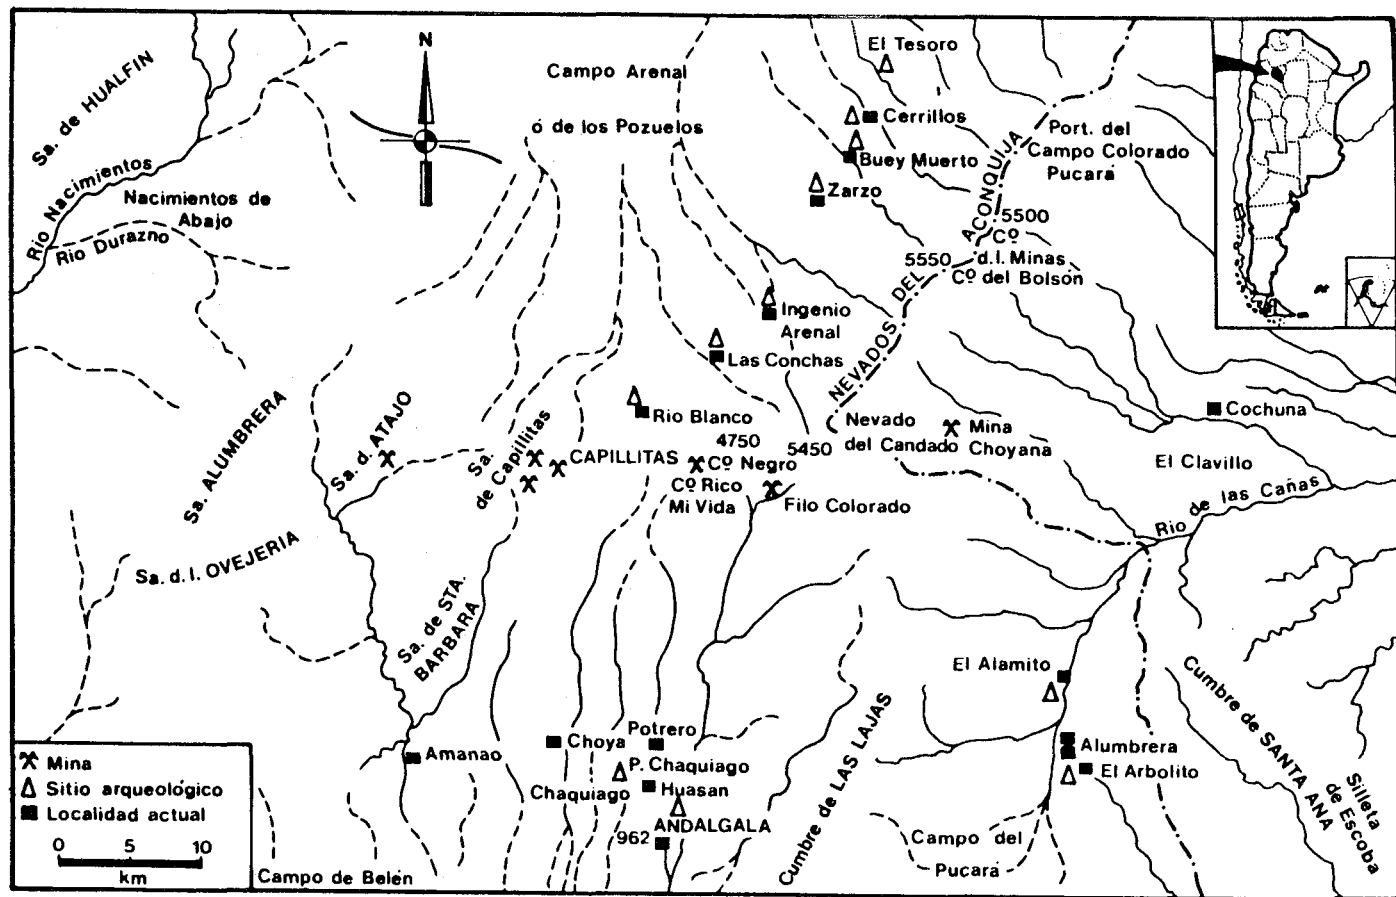 Sa. de HUALFIN
N
Campo Arenal
ó de los Pozuelos
El Tesoro
Cerrillos
Buey Muerto
Zarzo
Port. del
Campo Colorado
Pucará
Rio Nacimientos
Nacimientos de
Abajo
Rio Durazno
NEVADOS DEL ACONQUIJA
5500
Cº
d.l. Minas
5550
Cº del Bolsón
Ingenio
Arenal
Las Conchas
Rio Blanco
Sa. ALUMBRERA
Sa. d. ATAJO
Sa.
de Capillitas
CAPILLITAS
4750
Cº Negro
Cº Rico
Mi Vida
5450
Filo Colorado
Nevado
del Candado
Mina
Choyana
Cochuna
El Clavillo
Rio de las Cañas
Sa. d. l. OVEJERIA
Sa. de STA.
BARBARA
El Alamito
Alumbrera
El Arbolito
Cumbre de SANTA ANA
Silleta
de Escoba
Cumbre de LAS LAJAS
Campo del
Pucará
Amanao
Choya
Potrero
P. Chaquiago
Chaquiago
Huasan
ANDALGALA
962
Campo de Belén
Mina
Sitio arqueológico
Localidad actual
0 5 10
km